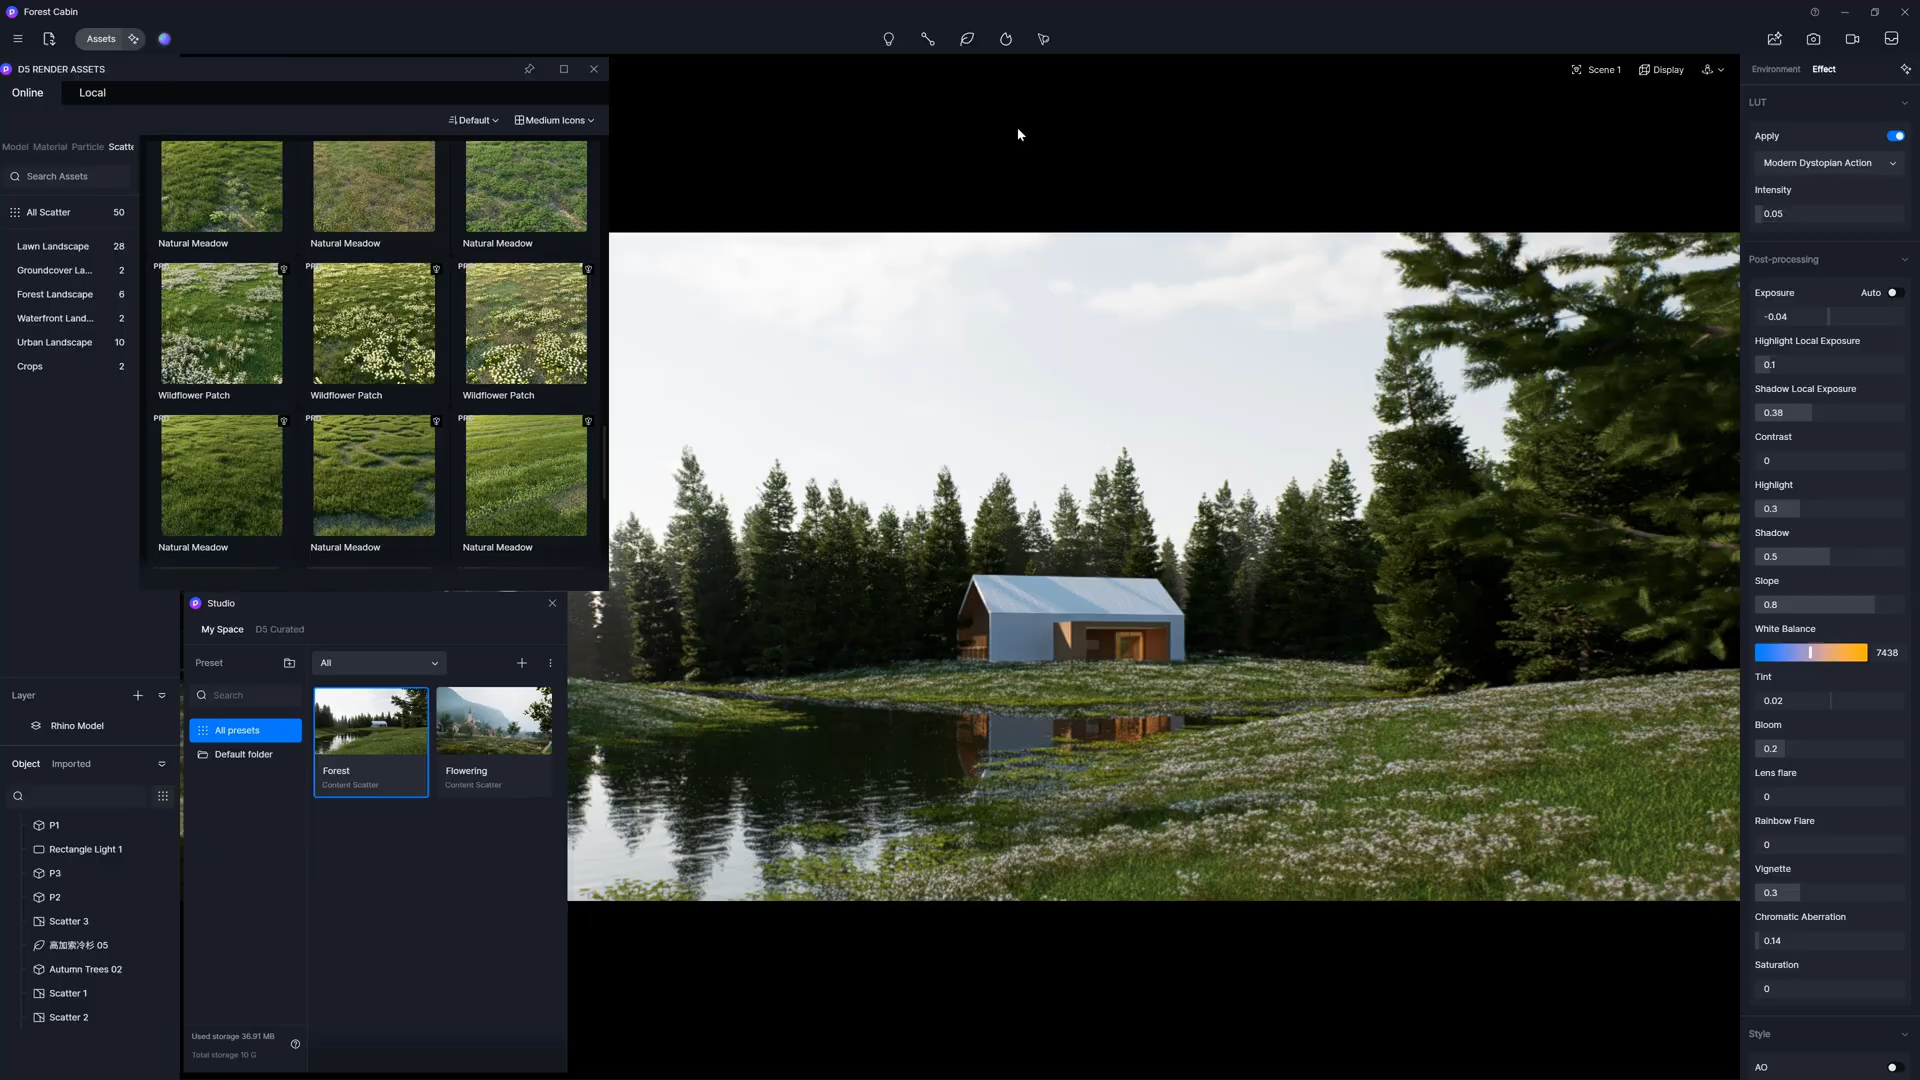 Forest Cabin
Assets
D5 RENDER ASSETS
Online
Local
Default
Medium Icons
Model Material Particle Scatte
Search Assets
All Scatter 50
Lawn Landscape 28
Groundcover La... 2
Forest Landscape 6
Waterfront Land... 2
Urban Landscape 10
Crops 2
Natural Meadow
Natural Meadow
Natural Meadow
Wildflower Patch
Wildflower Patch
Wildflower Patch
PRO
Natural Meadow
Natural Meadow
Natural Meadow
Studio
My Space
D5 Curated
Preset
All
Search
All presets
Default folder
Forest
Content Scatter
Flowering
Content Scatter
Used storage 36.91 MB
Total storage 10 G
Layer
Rhino Model
Object
Imported
P1
Rectangle Light 1
P3
P2
Scatter 3
高加索冷杉 05
Autumn Trees 02
Scatter 1
Scatter 2
Scene 1
Display
Environment
Effect
LUT
Apply
Modern Dystopian Action
Intensity
0.05
Post-processing
Exposure
Auto
-0.04
Highlight Local Exposure
0.1
Shadow Local Exposure
0.38
Contrast
0
Highlight
0.3
Shadow
0.5
Slope
0.8
White Balance
7438
Tint
0.02
Bloom
0.2
Lens flare
0
Rainbow Flare
0
Vignette
0.3
Chromatic Aberration
0.14
Saturation
0
Style
AO